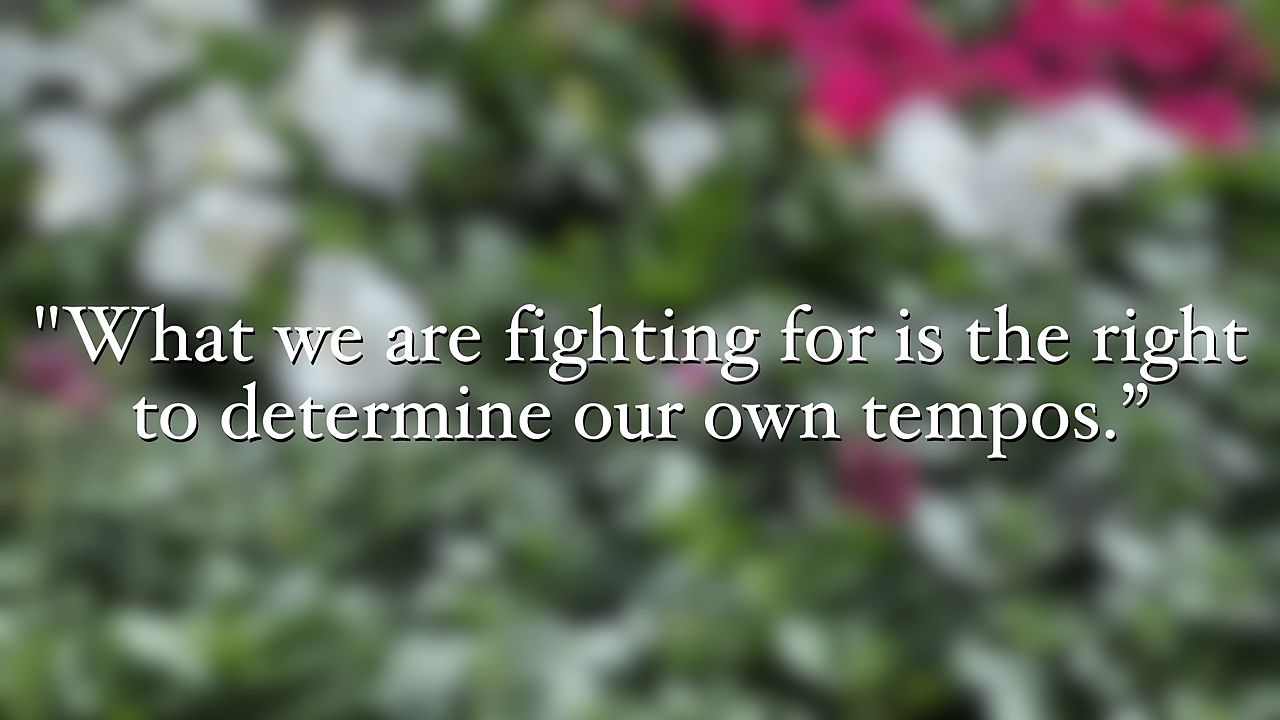 "What we are fighting for is the right
to determine our own tempos.”